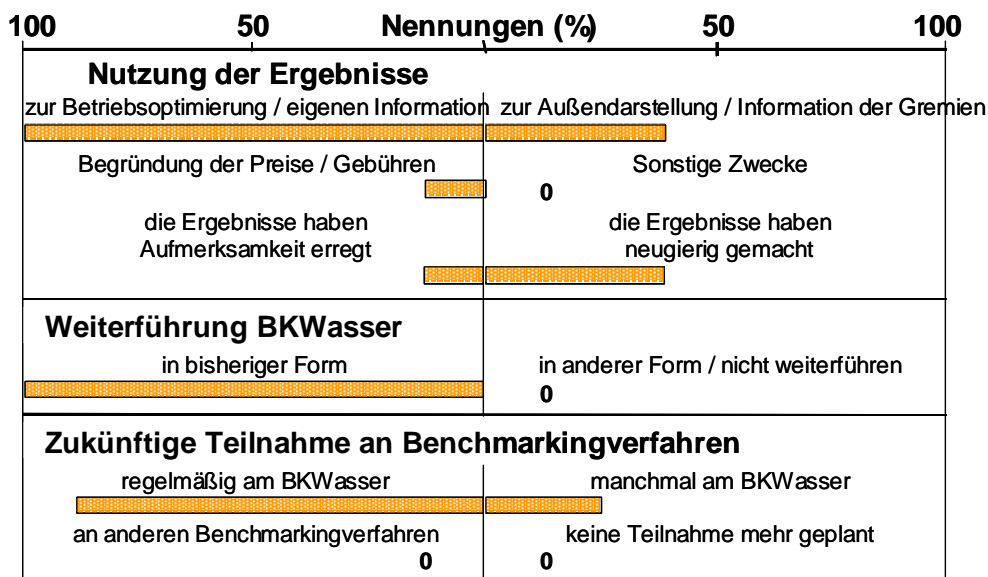 100 50 Nennungen (%) 50 100
Nutzung der Ergebnisse
zur Betriebsoptimierung / eigenen Information zur Außendarstellung / Information der Gremien
Begründung der Preise / Gebühren Sonstige Zwecke
0
die Ergebnisse haben die Ergebnisse haben
Aufmerksamkeit erregt neugierig gemacht
Weiterführung BKWasser
in bisheriger Form in anderer Form / nicht weiterführen
0
Zukünftige Teilnahme an Benchmarkingverfahren
regelmäßig am BKWasser manchmal am BKWasser
an anderen Benchmarkingverfahren keine Teilnahme mehr geplant
0 0